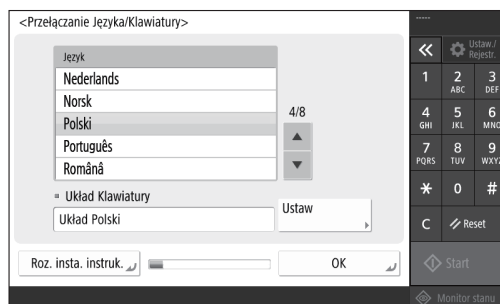 <Przełączanie Języka/Klawiatury>
Język
Nederlands
Norsk
Polski
Português
Română
4/8
Układ Klawiatury
Układ Polski
Ustaw
Roz. insta. instruk.
OK
-----
Ustaw./
Rejestr.
1 2 3
ABC DEF
4 5 6
GHI JKL MNO
7 8 9
PQRS TUV WXYZ
* 0 #
C Reset
Start
Monitor stanu